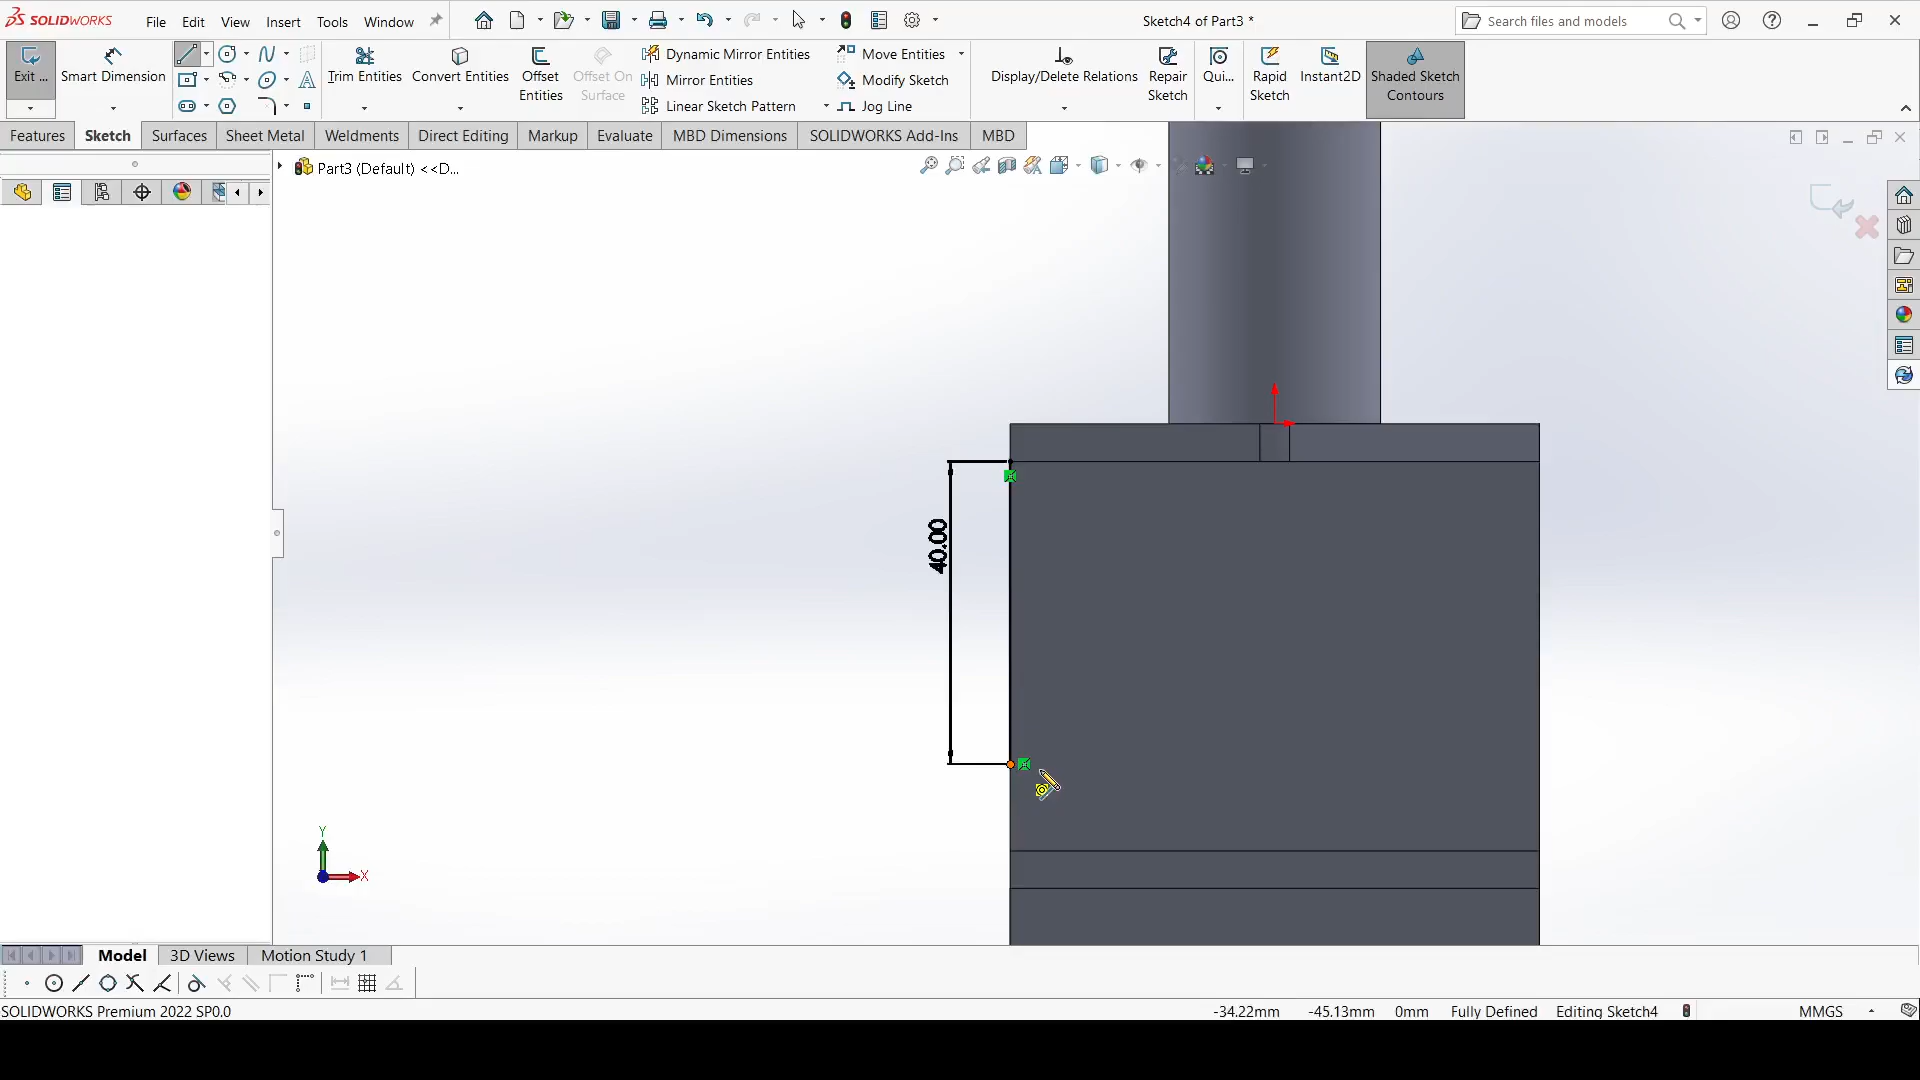 SOLIDWORKS File Edit View Insert Tools Window Sketch4 of Part3 * Search files and models
Exit ... Smart Dimension Trim Entities Convert Entities Offset Entities Offset On Surface Dynamic Mirror Entities Move Entities Display/Delete Relations Repair Sketch Qui... Rapid Sketch Instant2D Shaded Sketch Contours
Mirror Entities Modify Sketch
Linear Sketch Pattern Jog Line
Features Sketch Surfaces Sheet Metal Weldments Direct Editing Markup Evaluate MBD Dimensions SOLIDWORKS Add-Ins MBD
Part3 (Default) <<D...
40.00
Y
X
Model 3D Views Motion Study 1
SOLIDWORKS Premium 2022 SP0.0 -34.22mm -45.13mm 0mm Fully Defined Editing Sketch4 MMGS